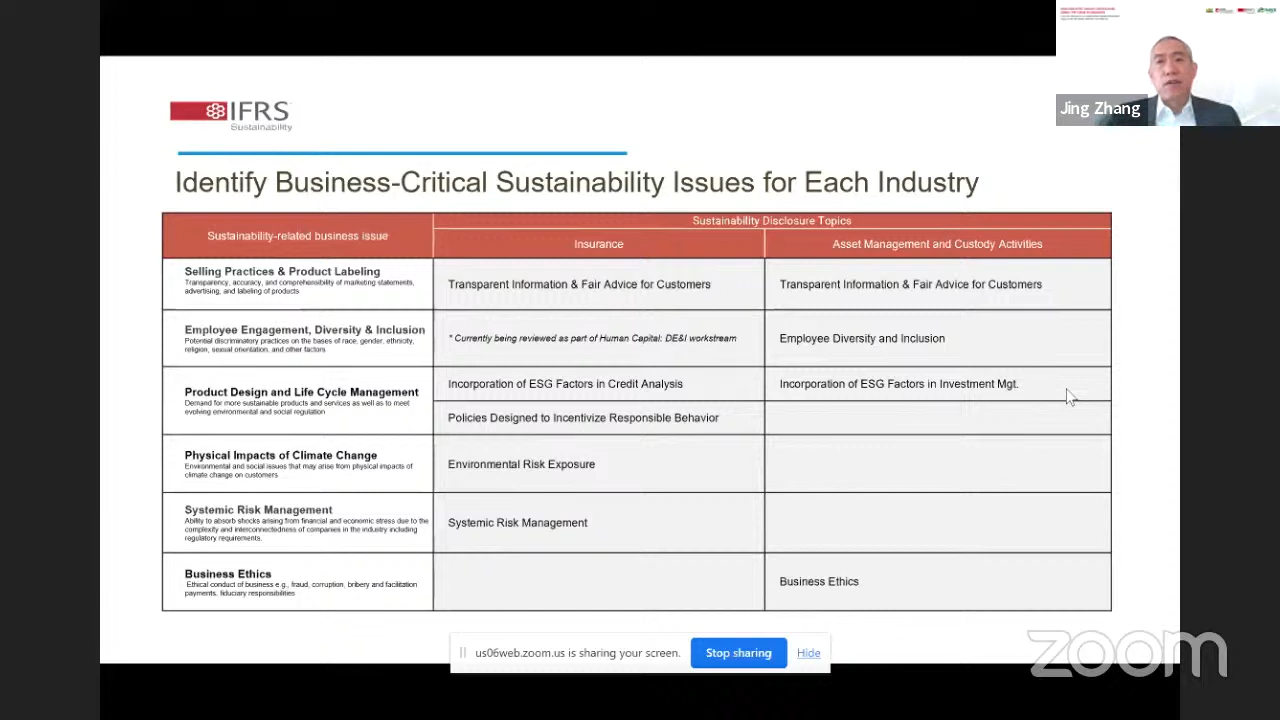 Jing Zhang
IFRS
Sustainability
Identify Business-Critical Sustainability Issues for Each Industry
Sustainability-related business issue
Sustainability Disclosure Topics
Insurance
Asset Management and Custody Activities
Selling Practices & Product Labeling
Transparency, accuracy, and comprehensibility of marketing statements,
advertising, and labeling of products
Transparent Information & Fair Advice for Customers
Transparent Information & Fair Advice for Customers
Employee Engagement, Diversity & Inclusion
Potential discriminatory practices on the bases of race, gender, ethnicity,
religion, sexual orientation, and other factors
* Currently being reviewed as part of Human Capital: DE&I workstream
Employee Diversity and Inclusion
Product Design and Life Cycle Management
Demand for more sustainable products and services as well as to meet
evolving environmental and social regulation
Incorporation of ESG Factors in Credit Analysis
Incorporation of ESG Factors in Investment Mgt.
Policies Designed to Incentivize Responsible Behavior
Physical Impacts of Climate Change
Environmental and social issues that may arise from physical impacts of
climate change on customers
Environmental Risk Exposure
Systemic Risk Management
Ability to absorb shocks arising from financial and economic stress due to the
complexity and interconnectedness of companies in the industry including
regulatory requirements.
Systemic Risk Management
Business Ethics
Ethical conduct of business e.g., fraud, corruption, bribery and facilitation
payments, fiduciary responsibilities
Business Ethics
us06web.zoom.us is sharing your screen.
Stop sharing
Hide
zoom